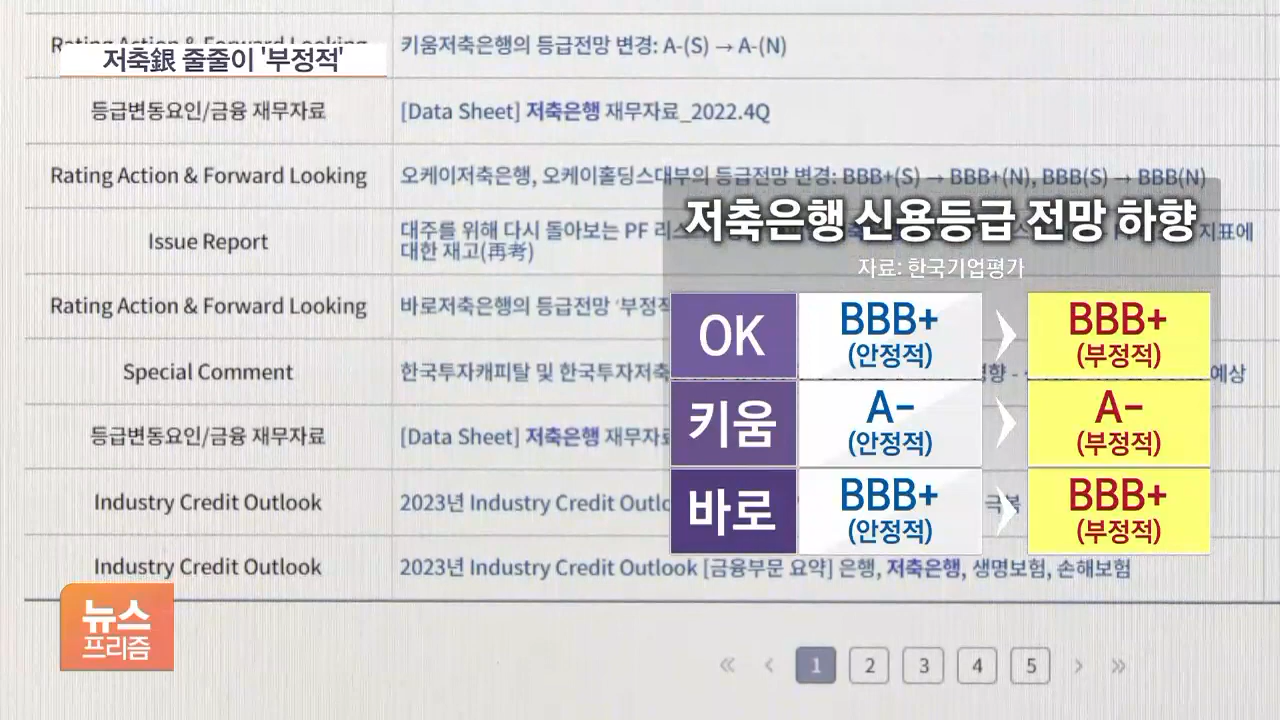 저축銀 줄줄이 '부정적'
키움저축은행의 등급전망 변경: A-(S) → A-(N)
등급변동요인/금융 재무자료
[Data Sheet] 저축은행 재무자료_2022.4Q
Rating Action & Forward Looking
오케이저축은행, 오케이홀딩스대부의 등급전망 변경: BBB+(S) → BBB+(N), BBB(S) → BBB(N)
Issue Report
대주를 위해 다시 돌아보는 PF 리스
지표에
대한 재고(再考)
Rating Action & Forward Looking
바로저축은행의 등급전망 '부정적
Special Comment
한국투자캐피탈 및 한국투자저축
예상
등급변동요인/금융 재무자료
[Data Sheet] 저축은행 재무자료
Industry Credit Outlook
2023년 Industry Credit Outlo
극복
Industry Credit Outlook
2023년 Industry Credit Outlook [금융부문 요약] 은행, 저축은행, 생명보험, 손해보험
저축은행 신용등급 전망 하향
자료: 한국기업평가
OK
BBB+
(안정적)
BBB+
(부정적)
키움
A-
(안정적)
A-
(부정적)
바로
BBB+
(안정적)
BBB+
(부정적)
뉴스
프리즘
« ‹ 1 2 3 4 5 › »